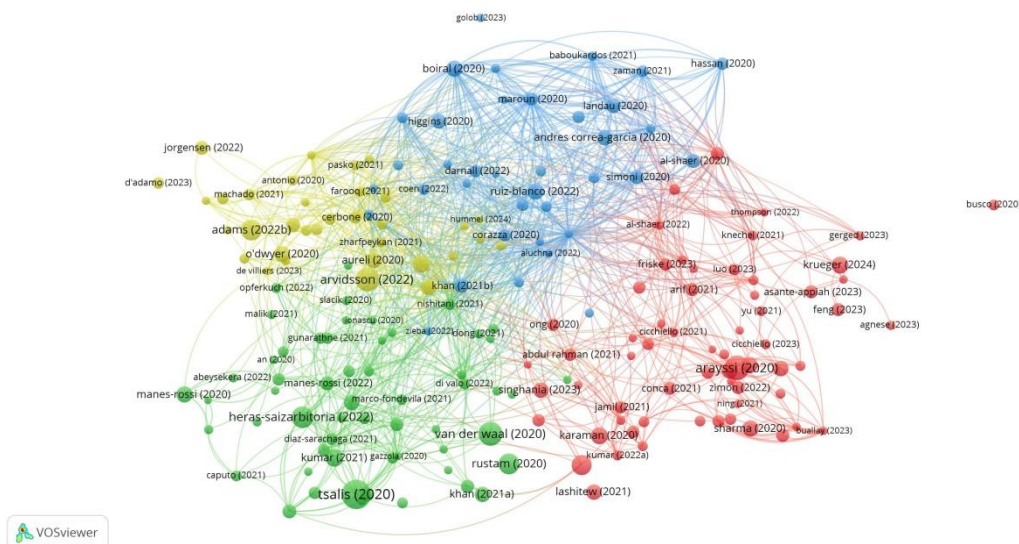 golob (2023)
baboukardos (2021)
hassan (2020)
boiral (2020)
zaman (2021)
maroun (2020)
landau (2020)
higgins (2020)
andres correa-garcia (2020)
jorgensen (2022)
pasko (2021)
al-shaer (2020)
darnall (2022)
simoni (2020)
d'adamo (2023)
antonio (2020)
farooq (2021)
coen (2022)
machado (2021)
ruiz-blanco (2022)
busco (2020)
thompson (2022)
cerbone (2020)
hummel (2024)
al-shaer (2022)
adams (2022b)
corazza (2020)
knechel (2021)
gerged (2023)
zharfpeykan (2021)
o'dwyer (2020)
aureli (2020)
aluchna (2022)
friske (2023)
luo (2023)
krueger (2024)
de villiers (2023)
arvidsson (2022)
opferkuch (2022)
khan (2021b)
arif (2021)
asante-appiah (2023)
slacik (2020)
nishitani (2021)
malik (2021)
yu (2021)
feng (2023)
ionascu (2020)
ong (2020)
agnese (2023)
gunarathne (2021)
zieba (2022)
dong (2021)
cicchiello (2021)
cicchiello (2023)
an (2020)
abdul rahman (2021)
arayssi (2020)
abeysekera (2022)
manes-rossi (2022)
di vaio (2022)
manes-rossi (2020)
singhania (2023)
conca (2021)
zimon (2022)
marco-fondevila (2021)
ning (2021)
jamil (2021)
heras-saizarbitoria (2022)
sharma (2020)
buallay (2023)
van der waal (2020)
karaman (2020)
diaz-sarachaga (2021)
kumar (2021)
gazzola (2020)
kumar (2022a)
rustam (2020)
caputo (2021)
tsalis (2020)
khan (2021a)
lashitew (2021)
VOSviewer